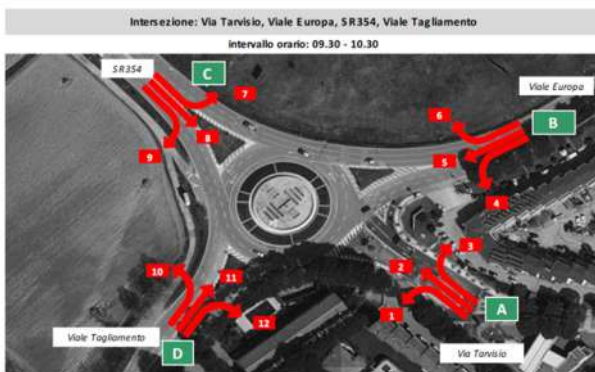 Intersezione: Via Tarvisio, Viale Europa, SR354, Viale Tagliamento
intervallo orario: 09.30 - 10.30
SR354
C
7
Viale Europa
6
B
8
9
5
4
3
2
10
11
1
A
12
Viale Tagliamento
D
Via Tarvisio